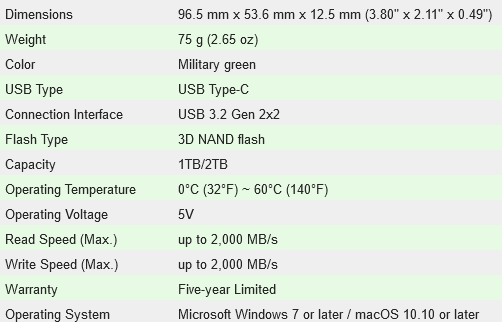 Dimensions 96.5 mm x 53.6 mm x 12.5 mm (3.80" x 2.11" x 0.49")
Weight 75 g (2.65 oz)
Color Military green
USB Type USB Type-C
Connection Interface USB 3.2 Gen 2x2
Flash Type 3D NAND flash
Capacity 1TB/2TB
Operating Temperature 0°C (32°F) ~ 60°C (140°F)
Operating Voltage 5V
Read Speed (Max.) up to 2,000 MB/s
Write Speed (Max.) up to 2,000 MB/s
Warranty Five-year Limited
Operating System Microsoft Windows 7 or later / macOS 10.10 or later